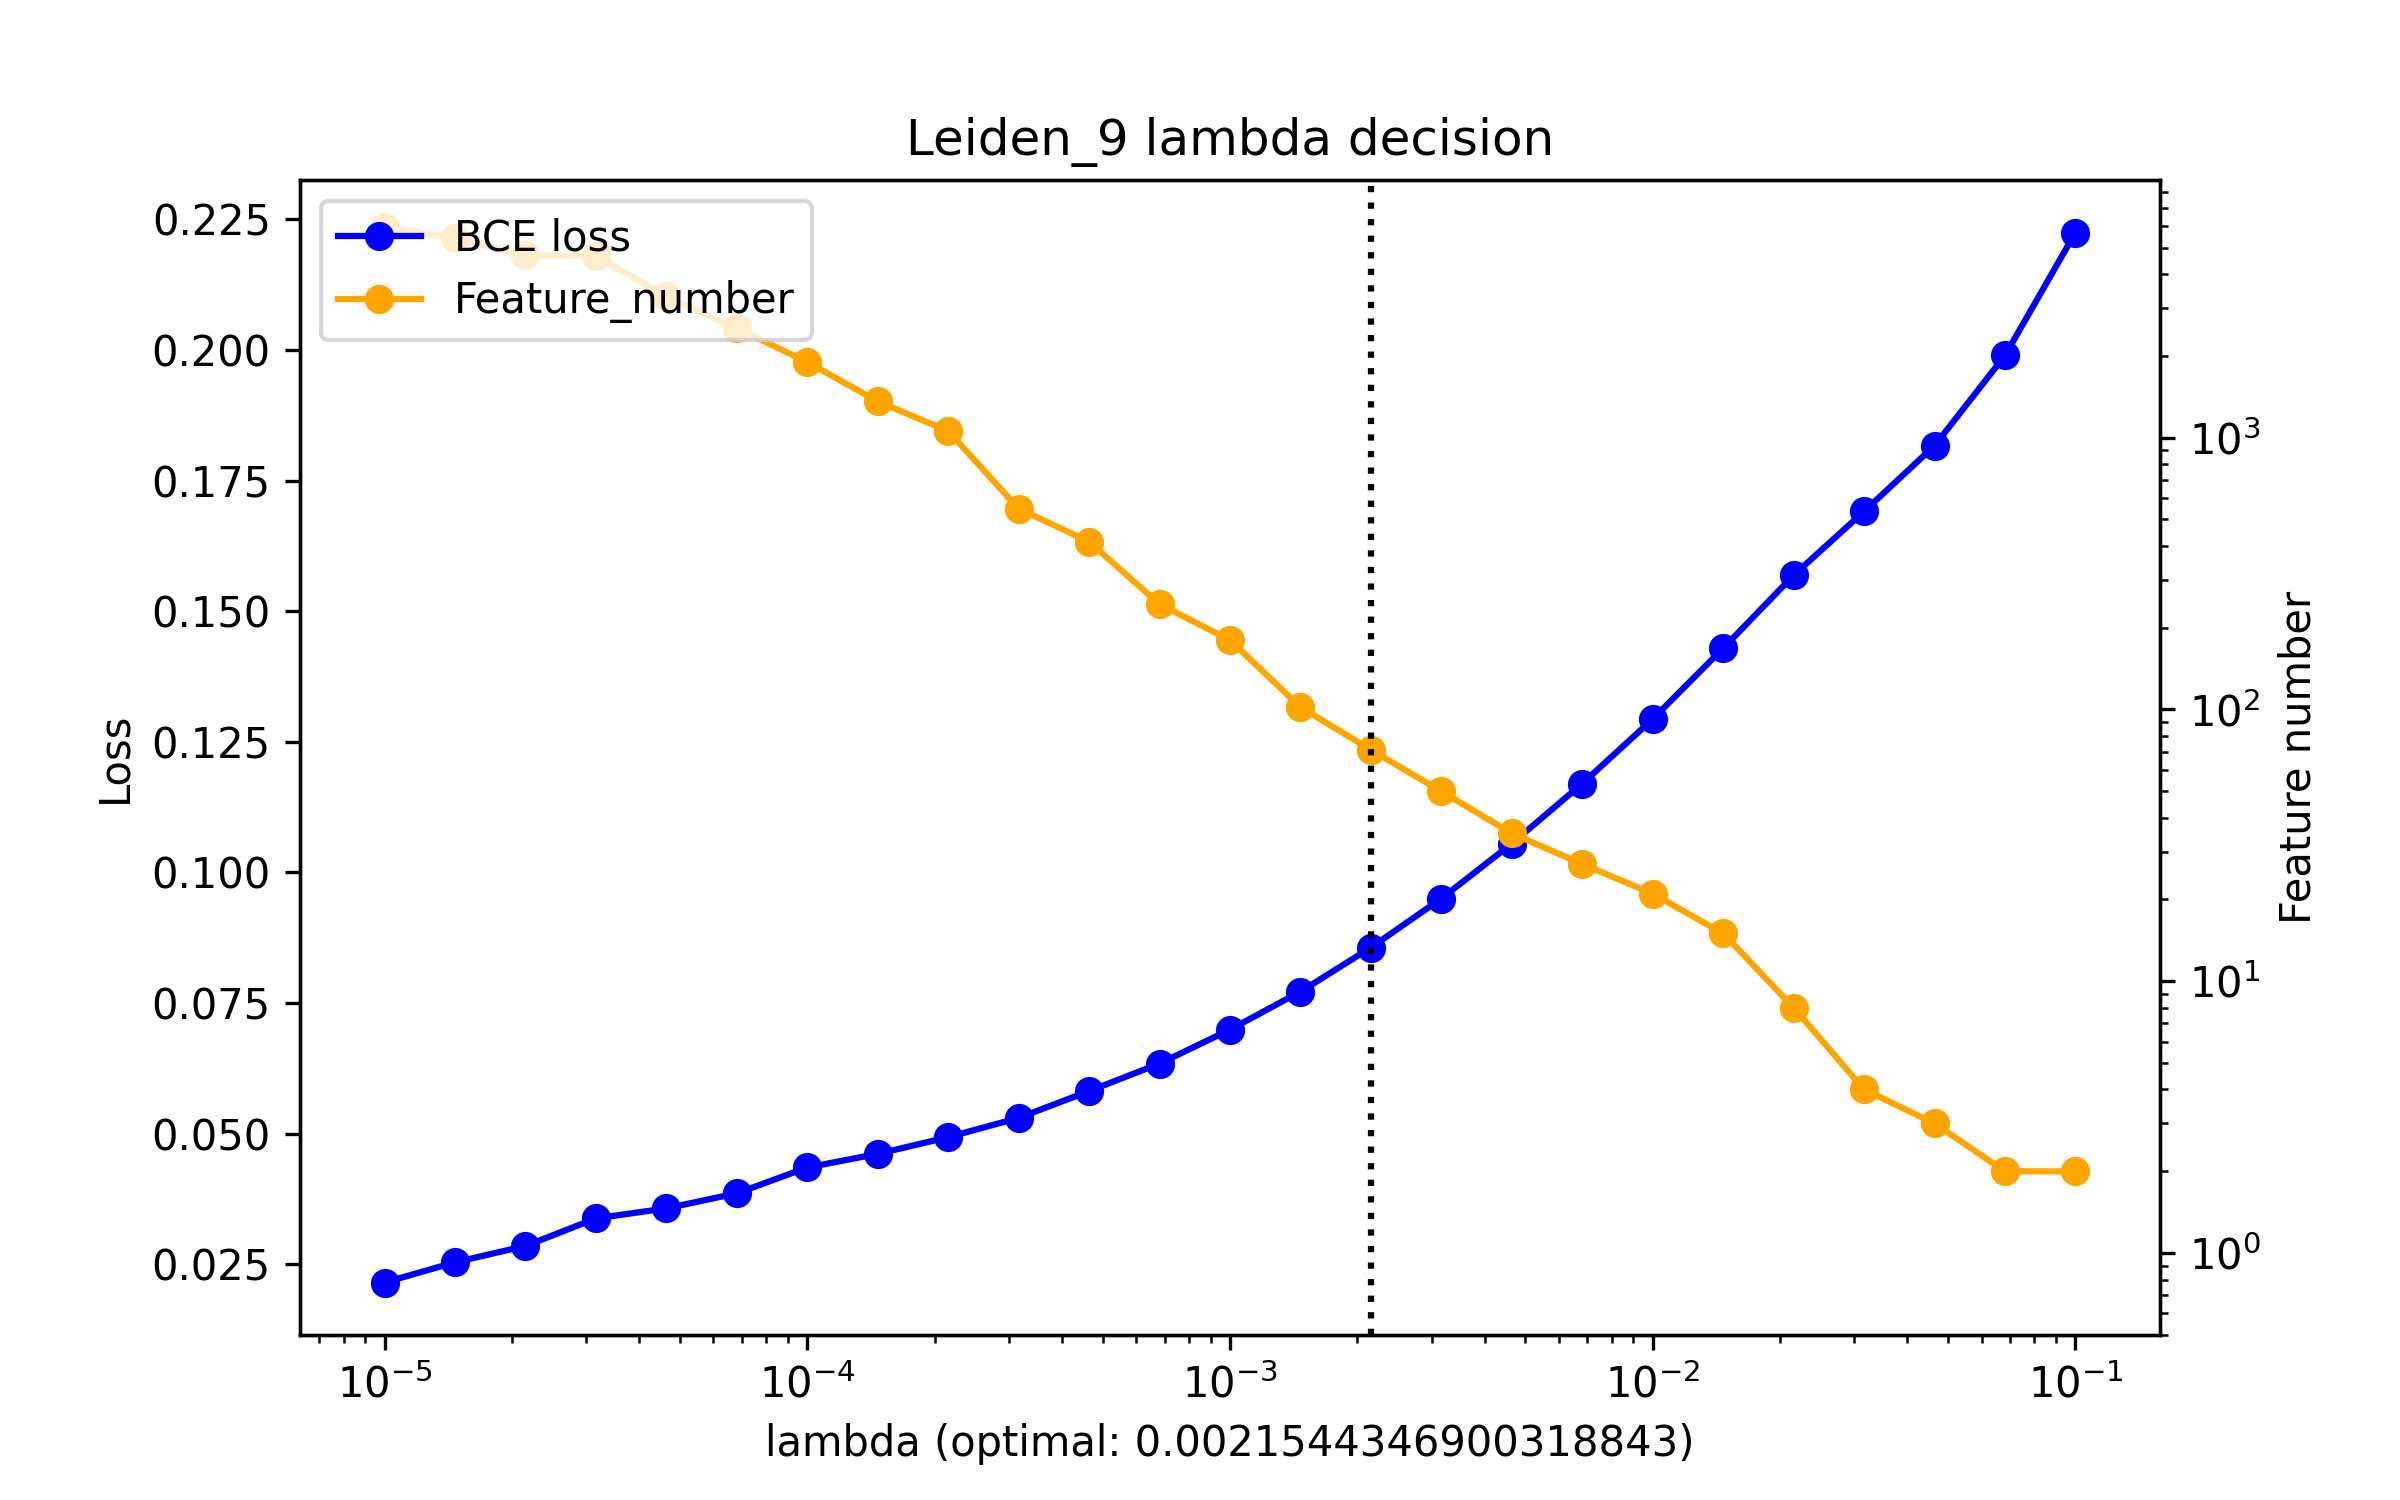 Leiden_9 lambda decision
BCE loss
Feature_number
0.225
0.200
0.175
0.150
0.125
0.100
0.075
0.050
0.025
Loss
10³
10²
10¹
10⁰
Feature number
10⁻⁵ 10⁻⁴ 10⁻³ 10⁻² 10⁻¹
lambda (optimal: 0.0021544346900318843)